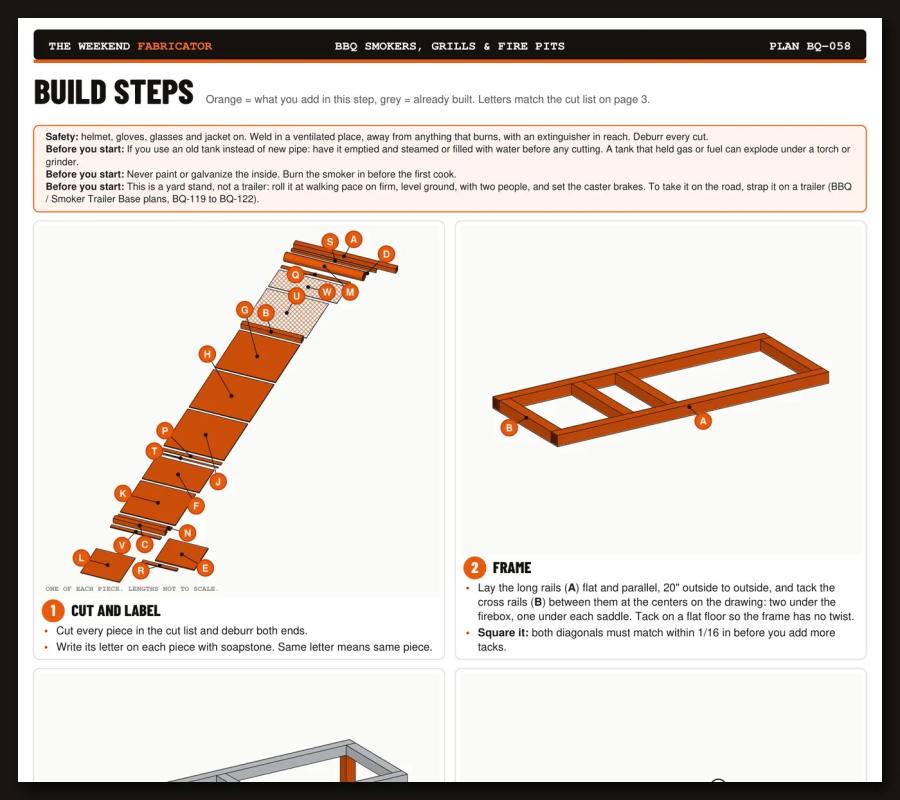 THE WEEKEND FABRICATOR
BBQ SMOKERS, GRILLS & FIRE PITS
PLAN BQ-058
BUILD STEPS
Orange = what you add in this step, grey = already built. Letters match the cut list on page 3.
Safety: helmet, gloves, glasses and jacket on. Weld in a ventilated place, away from anything that burns, with an extinguisher in reach. Deburr every cut.
Before you start: If you use an old tank instead of new pipe: have it emptied and steamed or filled with water before any cutting. A tank that held gas or fuel can explode under a torch or
grinder.
Before you start: Never paint or galvanize the inside. Burn the smoker in before the first cook.
Before you start: This is a yard stand, not a trailer: roll it at walking pace on firm, level ground, with two people, and set the caster brakes. To take it on the road, strap it on a trailer (BBQ
/ Smoker Trailer Base plans, BQ-119 to BQ-122).
S
A
D
Q
U
W
M
G
B
H
P
T
J
F
K
N
V
C
L
R
E
ONE OF EACH PIECE. LENGTHS NOT TO SCALE.
1 CUT AND LABEL
• Cut every piece in the cut list and deburr both ends.
• Write its letter on each piece with soapstone. Same letter means same piece.
B
A
2 FRAME
• Lay the long rails (A) flat and parallel, 20" outside to outside, and tack the
cross rails (B) between them at the centers on the drawing: two under the
firebox, one under each saddle. Tack on a flat floor so the frame has no twist.
• Square it: both diagonals must match within 1/16 in before you add more
tacks.